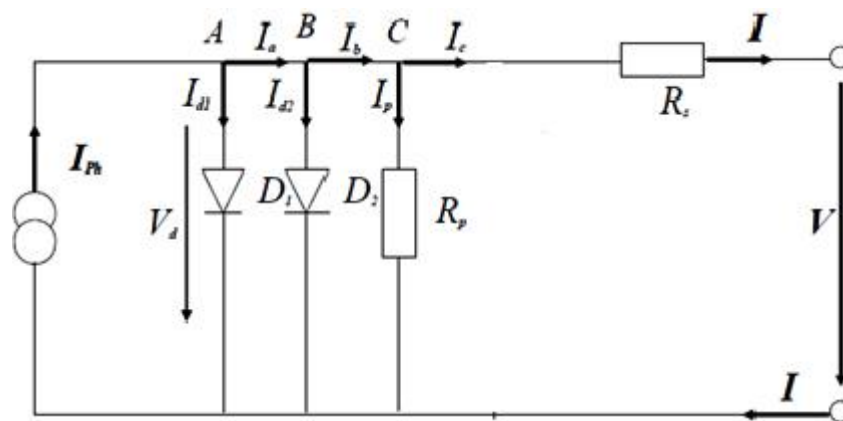 A I_a B I_b C I_c I
I_d1 I_d2 I_p R_s
I_Ph
V_d D_1 D_2 R_p V
I